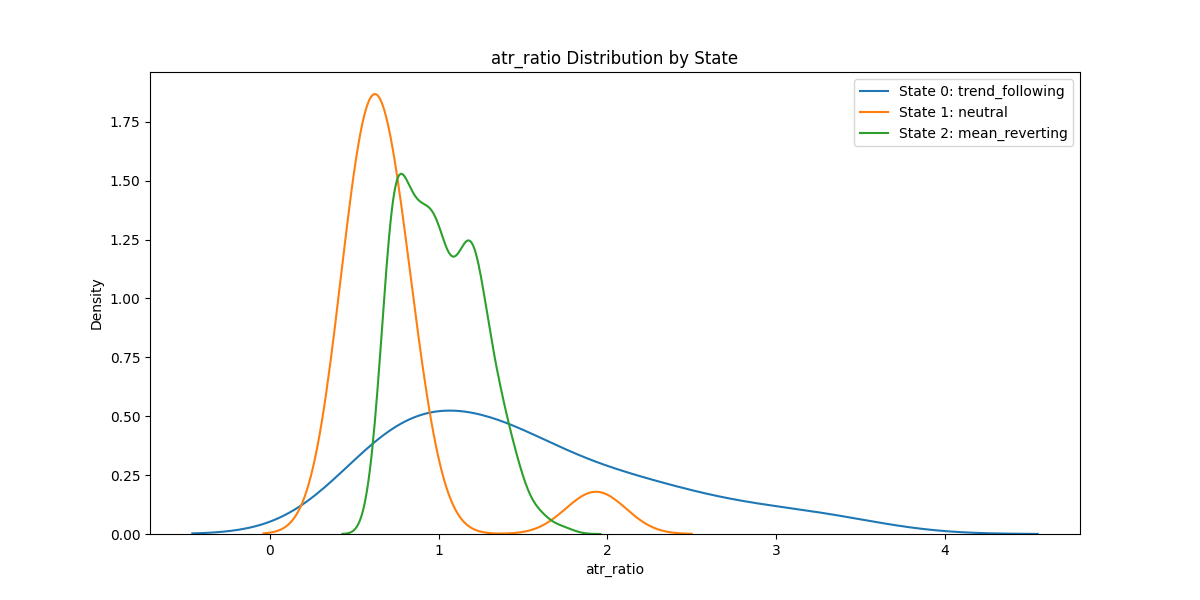 atr_ratio Distribution by State
State 0: trend_following
State 1: neutral
State 2: mean_reverting
Density
1.75
1.50
1.25
1.00
0.75
0.50
0.25
0.00
0 1 2 3 4
atr_ratio